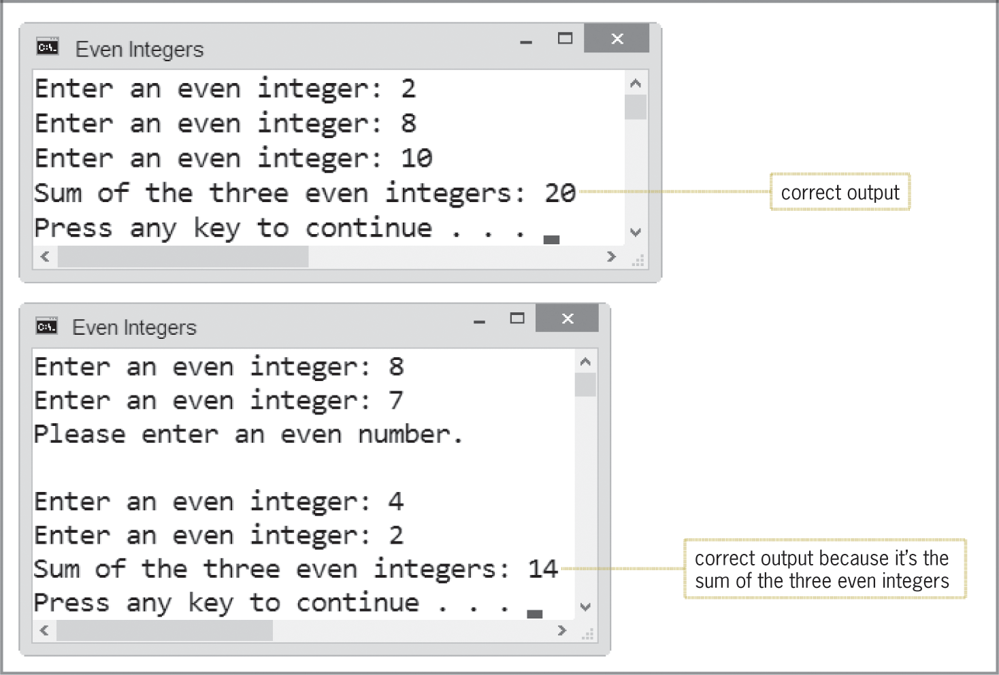 Even Integers
Enter an even integer: 2
Enter an even integer: 8
Enter an even integer: 10
Sum of the three even integers: 20
correct output
Press any key to continue . . . _
Even Integers
Enter an even integer: 8
Enter an even integer: 7
Please enter an even number.
Enter an even integer: 4
Enter an even integer: 2
Sum of the three even integers: 14
correct output because it’s the
sum of the three even integers
Press any key to continue . . . _